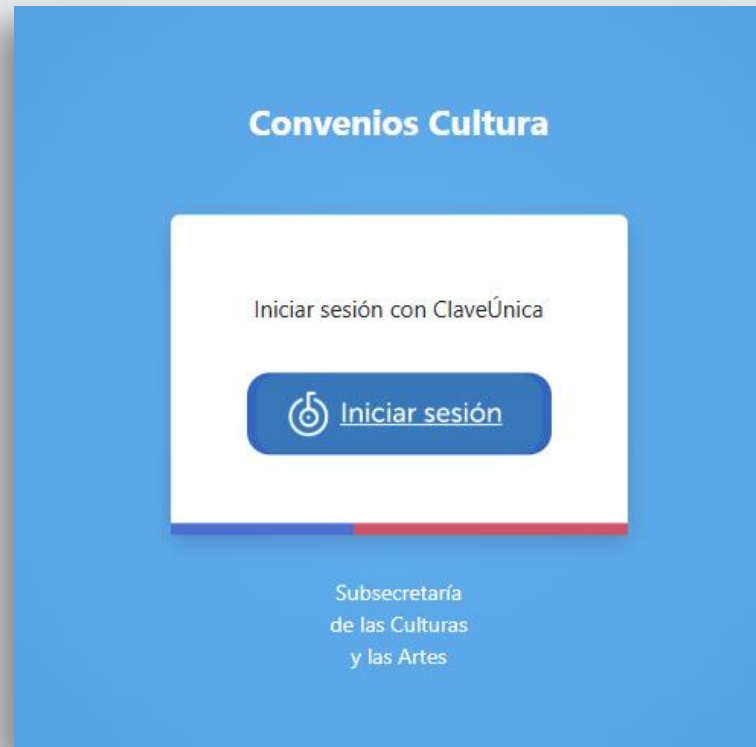 Convenios Cultura
Iniciar sesión con ClaveÚnica
Iniciar sesión
Subsecretaría
de las Culturas
y las Artes